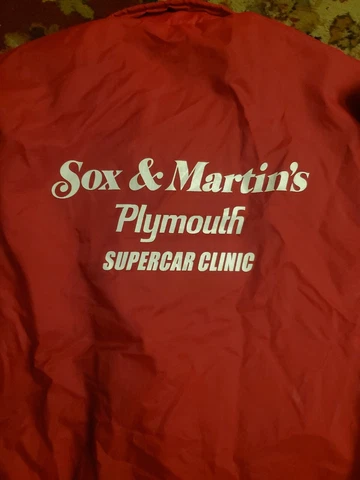 Sox & Martin's
Plymouth
SUPERCAR CLINIC